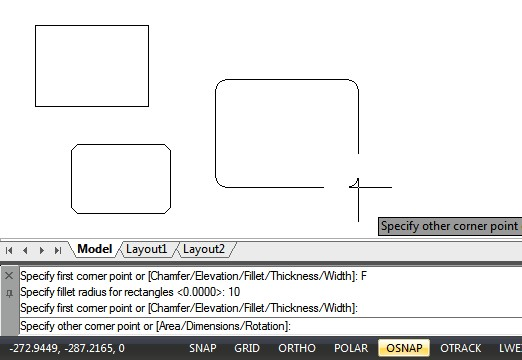 Specify other corner point
Model Layout1 Layout2
Specify first corner point or [Chamfer/Elevation/Fillet/Thickness/Width]: F
Specify fillet radius for rectangles <0.0000>: 10
Specify first corner point or [Chamfer/Elevation/Fillet/Thickness/Width]:
Specify other corner point or [Area/Dimensions/Rotation]:
-272.9449, -287.2165, 0 SNAP GRID ORTHO POLAR OSNAP OTRACK LWE